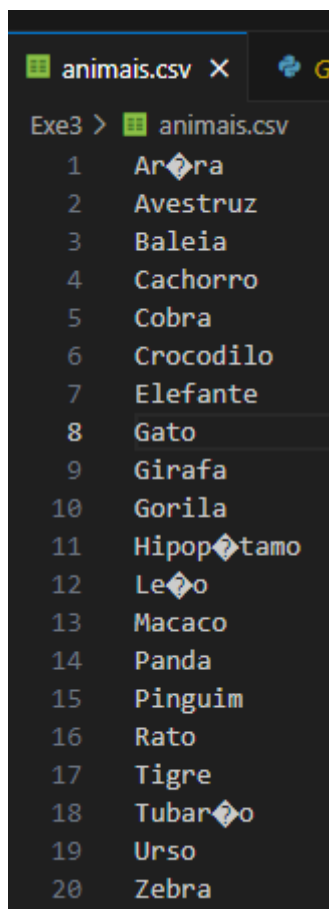 animais.csv
Exe3 > animais.csv
1 Ar�ra
2 Avestruz
3 Baleia
4 Cachorro
5 Cobra
6 Crocodilo
7 Elefante
8 Gato
9 Girafa
10 Gorila
11 Hipop�tamo
12 Le�o
13 Macaco
14 Panda
15 Pinguim
16 Rato
17 Tigre
18 Tubar�o
19 Urso
20 Zebra